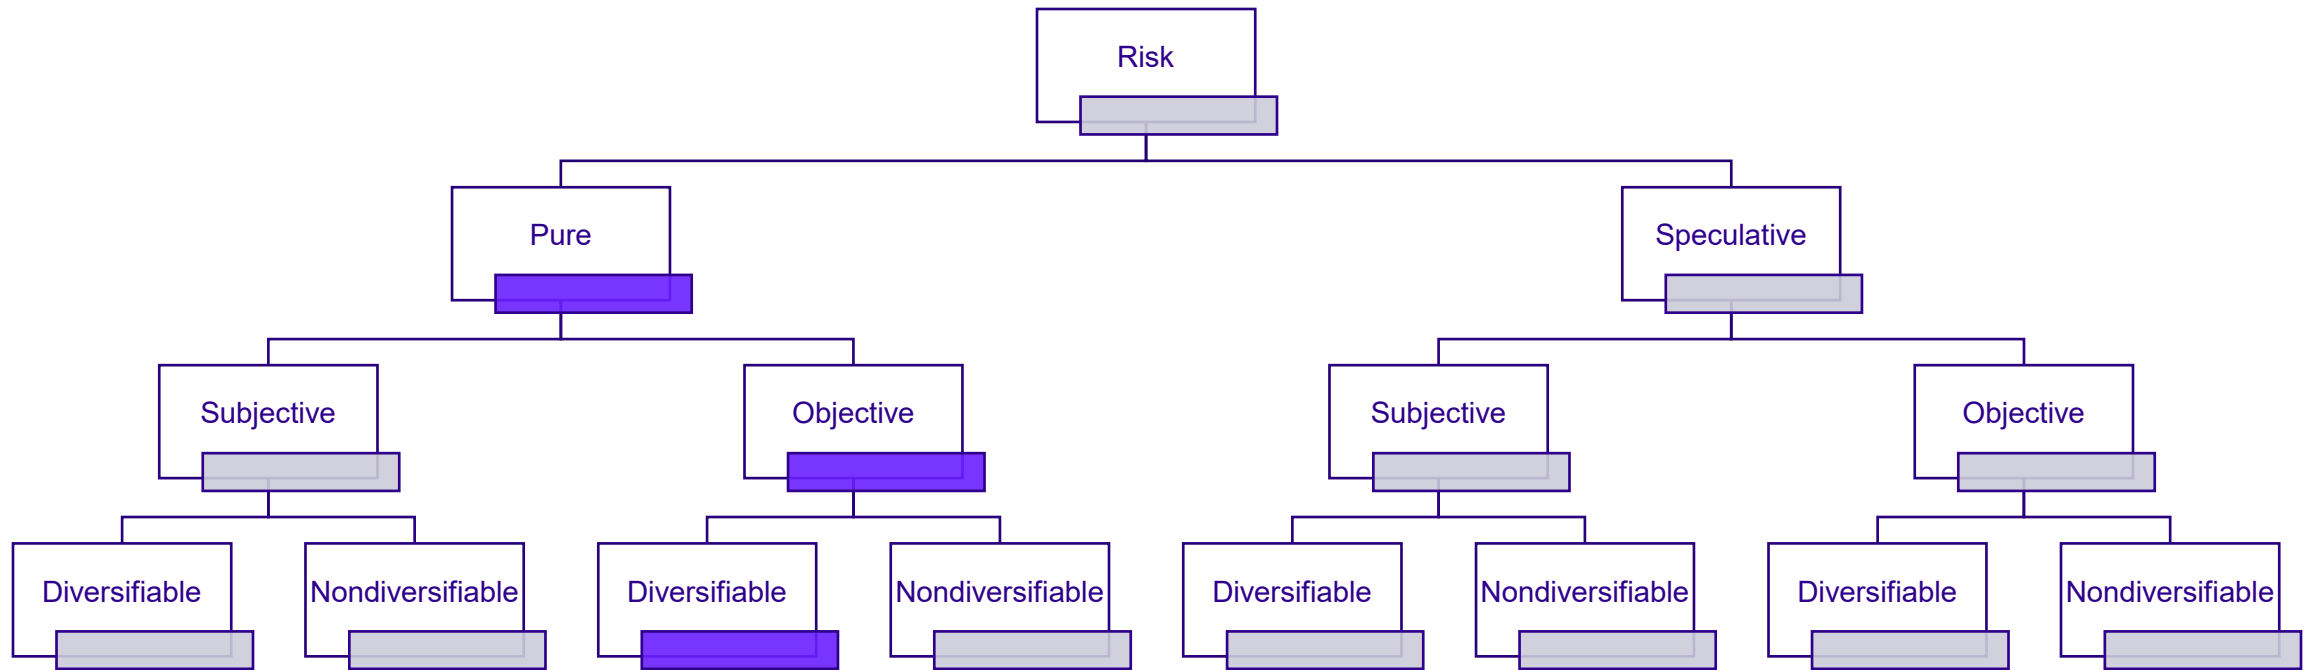 Risk
Pure
Speculative
Subjective
Objective
Subjective
Objective
Diversifiable
Nondiversifiable
Diversifiable
Nondiversifiable
Diversifiable
Nondiversifiable
Diversifiable
Nondiversifiable